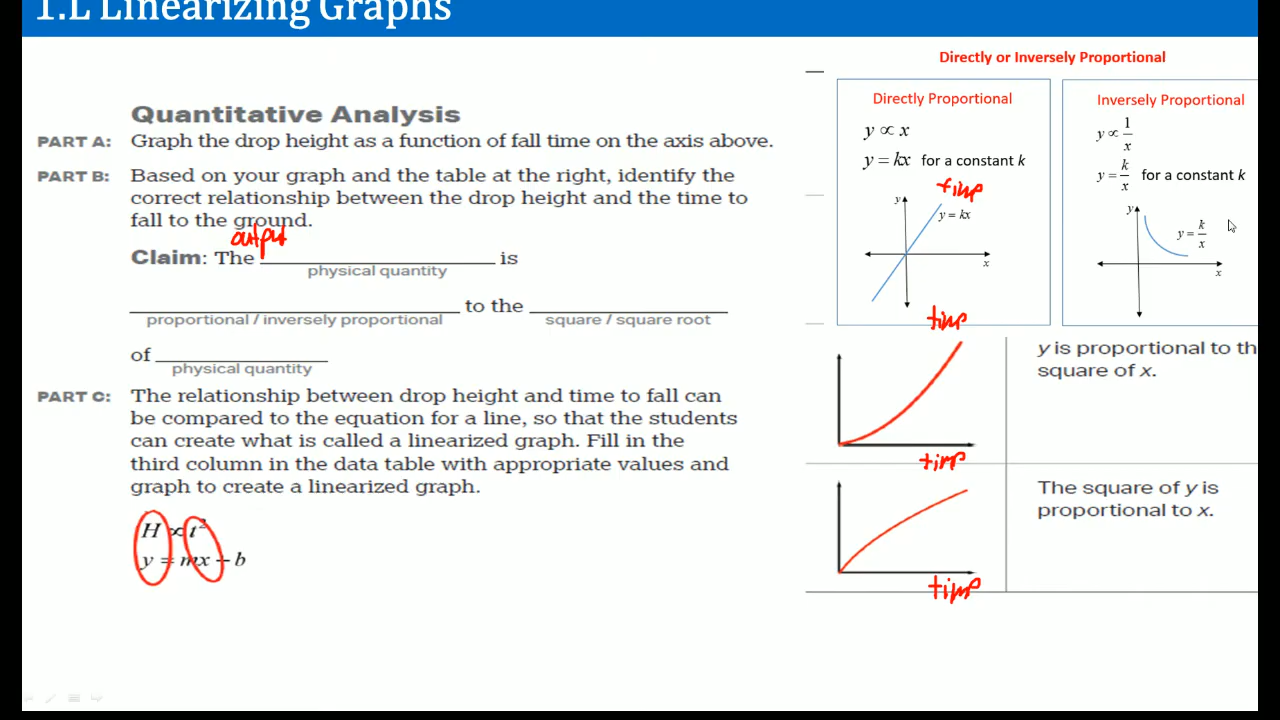 1.L Linearizing Graphs
Quantitative Analysis
PART A: Graph the drop height as a function of fall time on the axis above.
PART B: Based on your graph and the table at the right, identify the
correct relationship between the drop height and the time to
fall to the ground.
output
Claim: The ____________ is
physical quantity
____________ to the ____________
proportional / inversely proportional square / square root
of ____________
physical quantity
PART C: The relationship between drop height and time to fall can
be compared to the equation for a line, so that the students
can create what is called a linearized graph. Fill in the
third column in the data table with appropriate values and
graph to create a linearized graph.
H ∝ t²
y = mx + b
Directly or Inversely Proportional
Directly Proportional
y ∝ x
y = kx for a constant k
time
y
y = kx
x
time
Inversely Proportional
y ∝ 1/x
y = k/x for a constant k
y
y = k/x
x
y is proportional to th
square of x.
time
The square of y is
proportional to x.
time